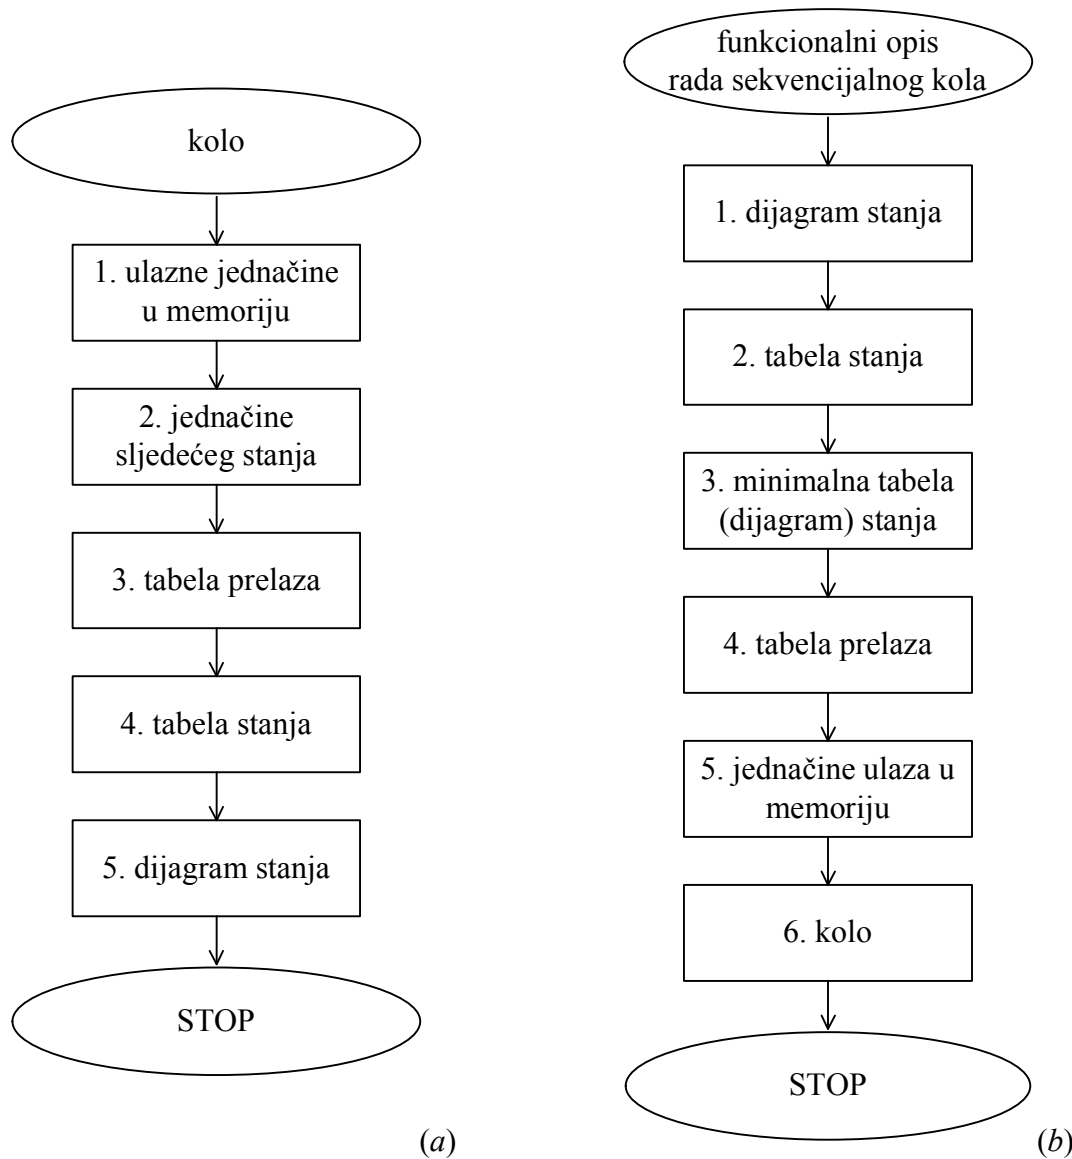 kolo
1. ulazne jednačine
u memoriju
2. jednačine
sljedećeg stanja
3. tabela prelaza
4. tabela stanja
5. dijagram stanja
STOP
(a)
funkcionalni opis
rada sekvencijalnog kola
1. dijagram stanja
2. tabela stanja
3. minimalna tabela
(dijagram) stanja
4. tabela prelaza
5. jednačine ulaza u
memoriju
6. kolo
STOP
(b)